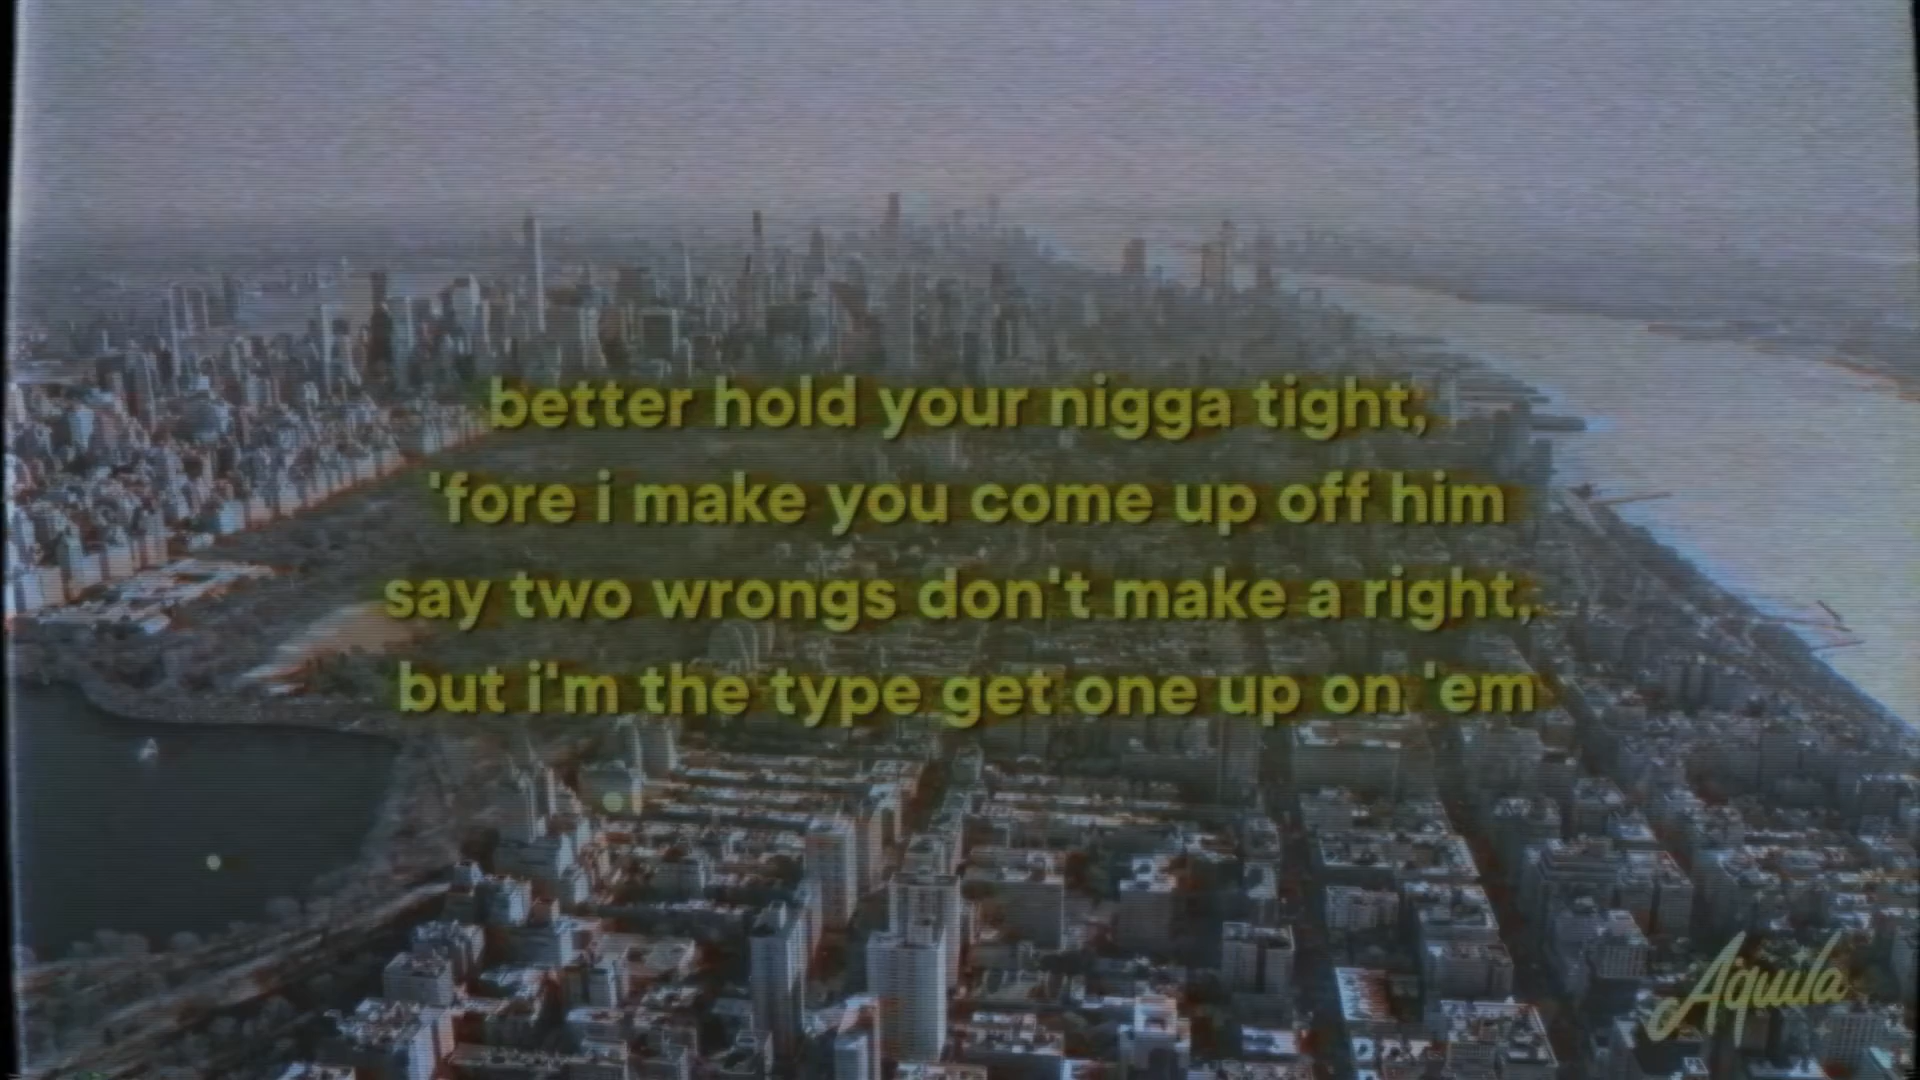 better hold your nigga tight,
'fore i make you come up off him
say two wrongs don't make a right,
but i'm the type get one up on 'em
Aquila